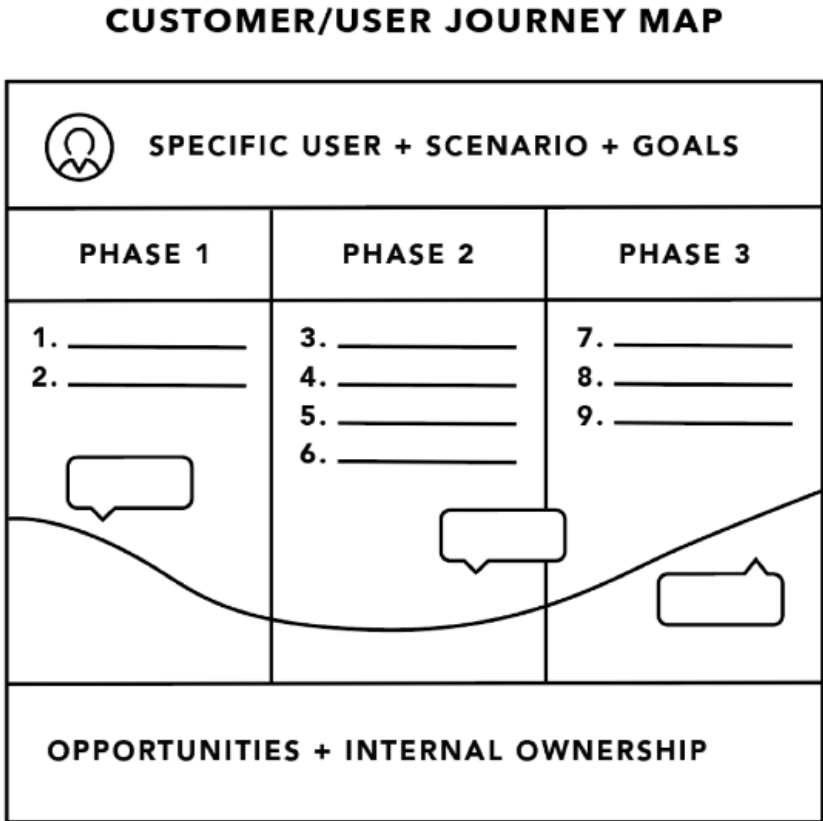 CUSTOMER/USER JOURNEY MAP
SPECIFIC USER + SCENARIO + GOALS
PHASE 1
PHASE 2
PHASE 3
1.
2.
3.
4.
5.
6.
7.
8.
9.
OPPORTUNITIES + INTERNAL OWNERSHIP